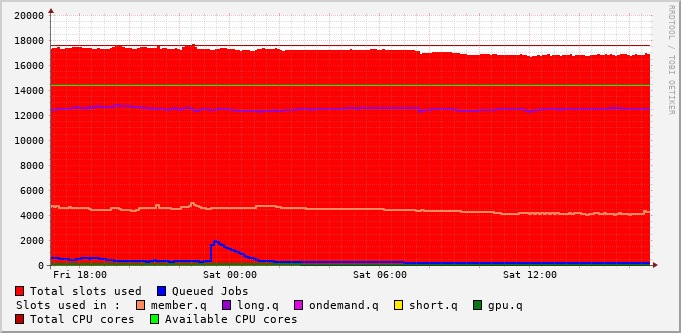 20000
18000
16000
14000
12000
10000
8000
6000
4000
2000
0
Fri 18:00 Sat 00:00 Sat 06:00 Sat 12:00
RRDTOOL / TOBI OETIKER
Total slots used Queued Jobs
Slots used in : member.q long.q ondemand.q short.q gpu.q
Total CPU cores Available CPU cores